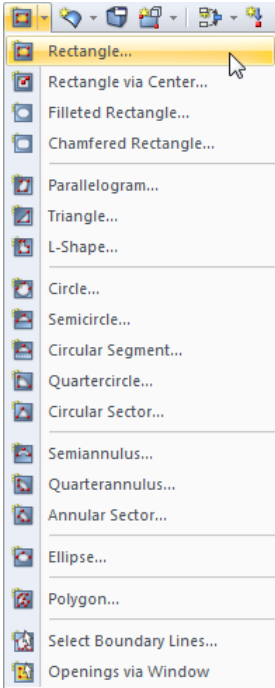 Rectangle...
Rectangle via Center...
Filleted Rectangle...
Chamfered Rectangle...
Parallelogram...
Triangle...
L-Shape...
Circle...
Semicircle...
Circular Segment...
Quartercircle...
Circular Sector...
Semiannulus...
Quarterannulus...
Annular Sector...
Ellipse...
Polygon...
Select Boundary Lines...
Openings via Window